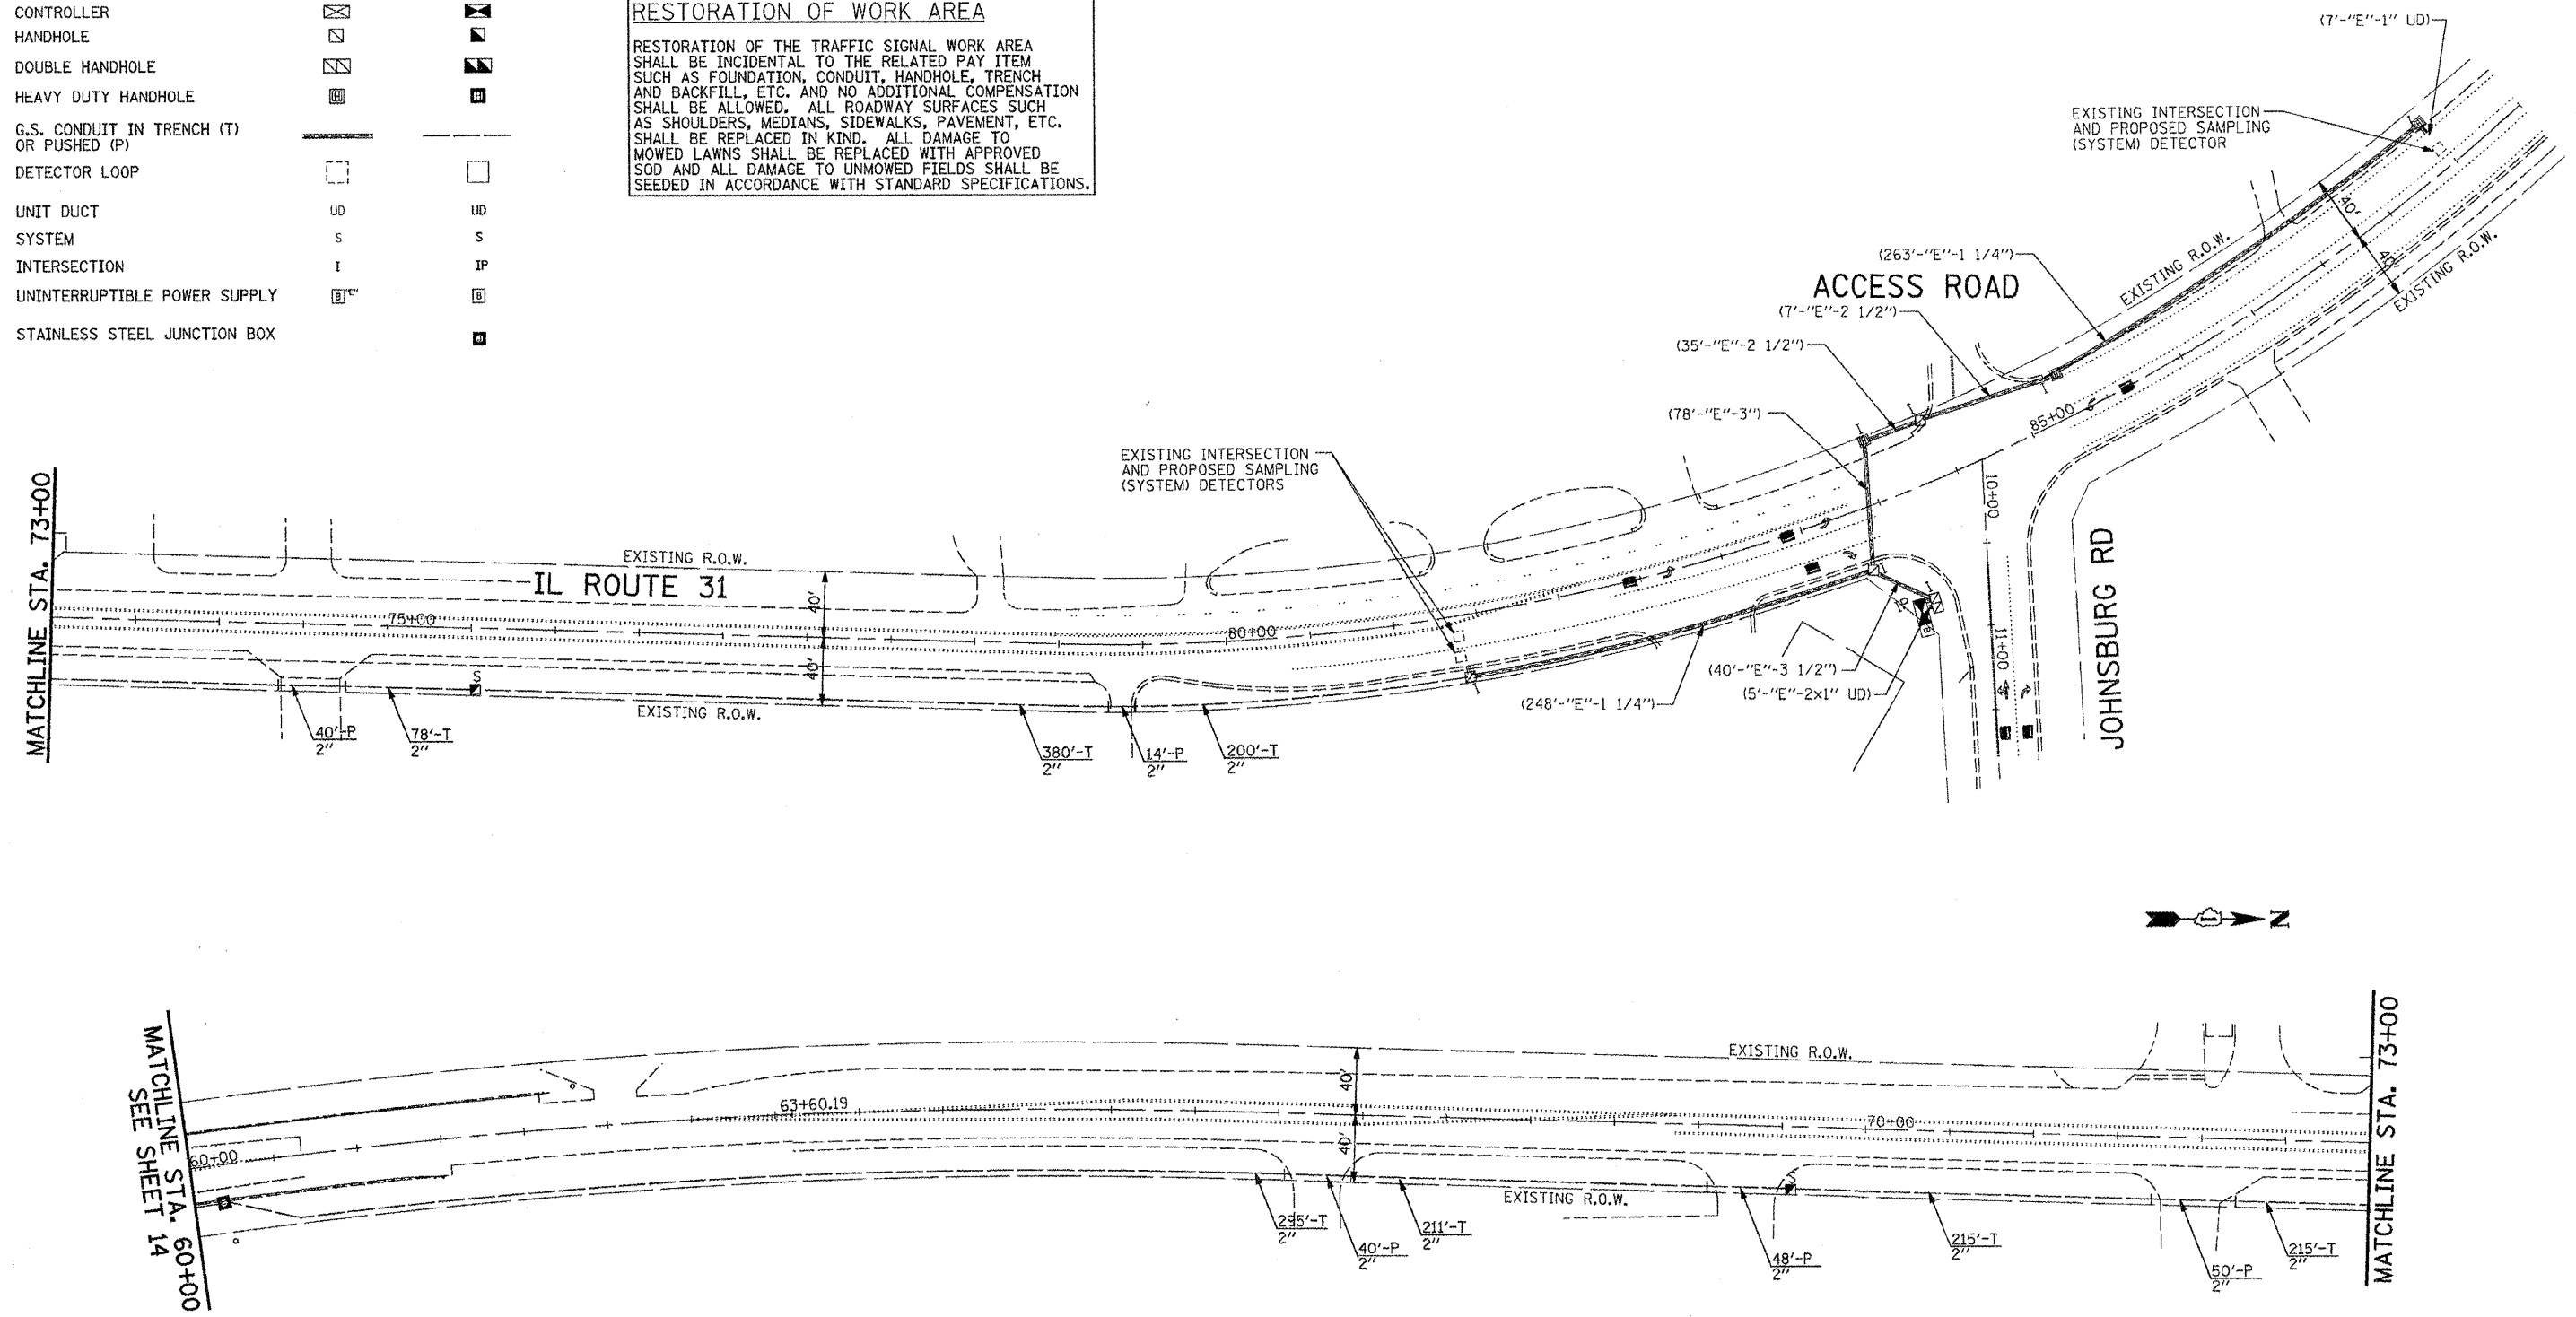 CONTROLLER
HANDHOLE
DOUBLE HANDHOLE
HEAVY DUTY HANDHOLE
H H
G.S. CONDUIT IN TRENCH (T)
OR PUSHED (P)
DETECTOR LOOP
UNIT DUCT UD UD
SYSTEM S S
INTERSECTION I IP
UNINTERRUPTIBLE POWER SUPPLY B "E" B
STAINLESS STEEL JUNCTION BOX
RESTORATION OF WORK AREA
RESTORATION OF THE TRAFFIC SIGNAL WORK AREA
SHALL BE INCIDENTAL TO THE RELATED PAY ITEM
SUCH AS FOUNDATION, CONDUIT, HANDHOLE, TRENCH
AND BACKFILL, ETC. AND NO ADDITIONAL COMPENSATION
SHALL BE ALLOWED. ALL ROADWAY SURFACES SUCH
AS SHOULDERS, MEDIANS, SIDEWALKS, PAVEMENT, ETC.
SHALL BE REPLACED IN KIND. ALL DAMAGE TO
MOWED LAWNS SHALL BE REPLACED WITH APPROVED
SOD AND ALL DAMAGE TO UNMOWED FIELDS SHALL BE
SEEDED IN ACCORDANCE WITH STANDARD SPECIFICATIONS.
(7'-"E"-1" UD)
EXISTING INTERSECTION
AND PROPOSED SAMPLING
(SYSTEM) DETECTOR
40'
40'
EXISTING R.O.W.
EXISTING R.O.W.
(263'-"E"-1 1/4")
ACCESS ROAD
(7'-"E"-2 1/2")
(35'-"E"-2 1/2")
(78'-"E"-3")
I
I
I
I
85+00
EXISTING INTERSECTION
AND PROPOSED SAMPLING
(SYSTEM) DETECTORS
MATCHLINE STA. 73+00
EXISTING R.O.W.
IL ROUTE 31
75+00
40'
40'
80+00
10+00
11+00
JOHNSBURG RD
S
I
I
I
IP
B
EXISTING R.O.W.
(40'-"E"-3 1/2")
(5'-"E"-2x1" UD)
(248'-"E"-1 1/4")
40'-P
2"
78'-T
2"
380'-T
2"
14'-P
2"
200'-T
2"
1
N
MATCHLINE STA. 60+00
SEE SHEET 14
60+00
63+60.19
40'
40'
EXISTING R.O.W.
70+00
S
EXISTING R.O.W.
MATCHLINE STA. 73+00
295'-T
2"
40'-P
2"
211'-T
2"
48'-P
2"
215'-T
2"
50'-P
2"
215'-T
2"